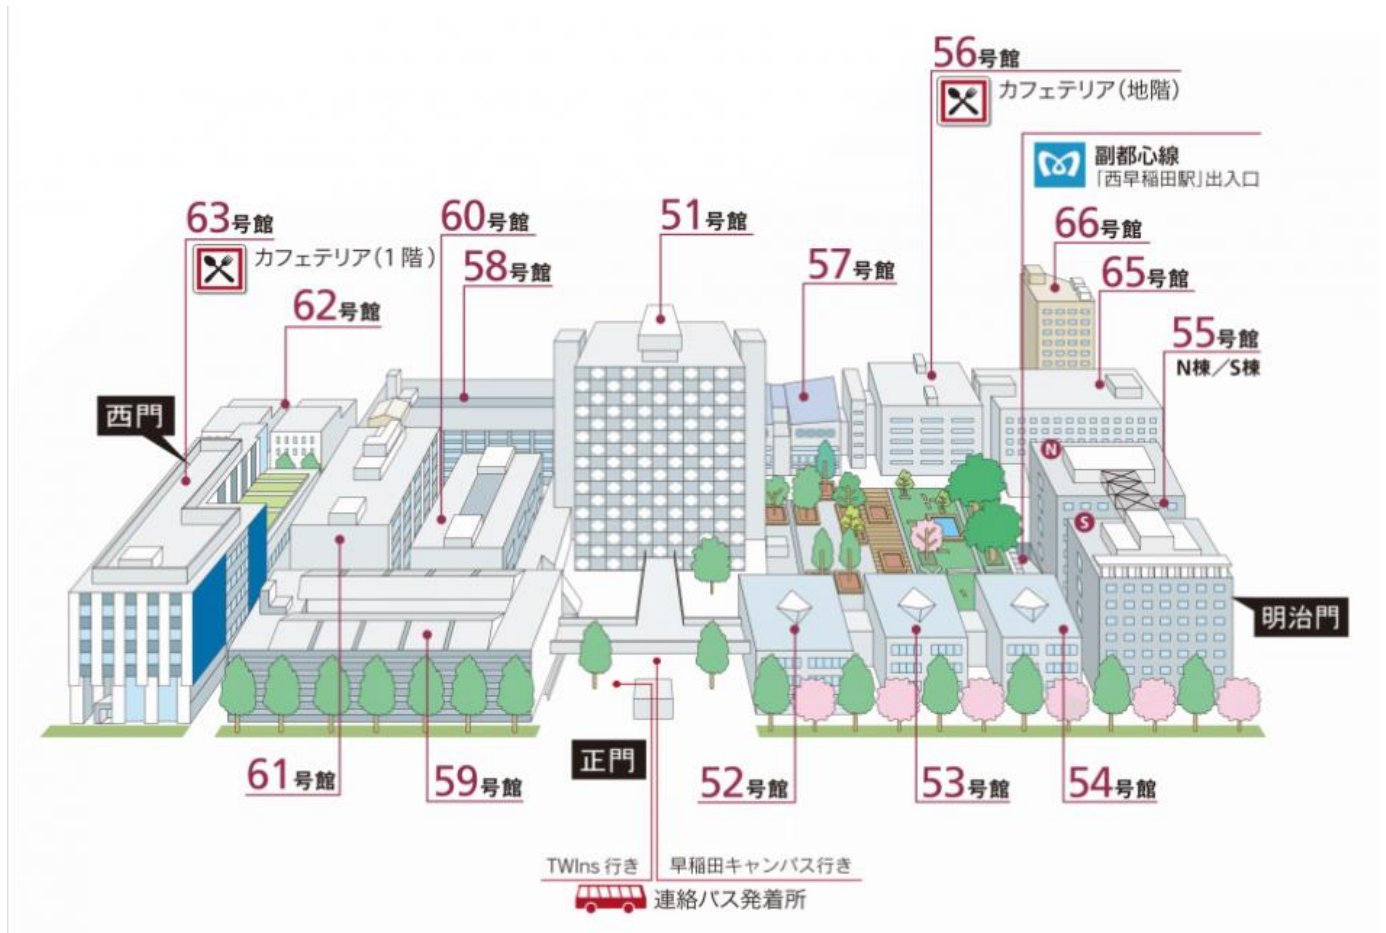 56号館
カフェテリア(地階)
副都心線
「西早稲田駅」出入口
63号館
カフェテリア(1階)
60号館
51号館
66号館
58号館
57号館
65号館
62号館
55号館
N棟／S棟
西門
N
S
明治門
正門
61号館
59号館
52号館
53号館
54号館
TWIns 行き
早稲田キャンパス行き
連絡バス発着所